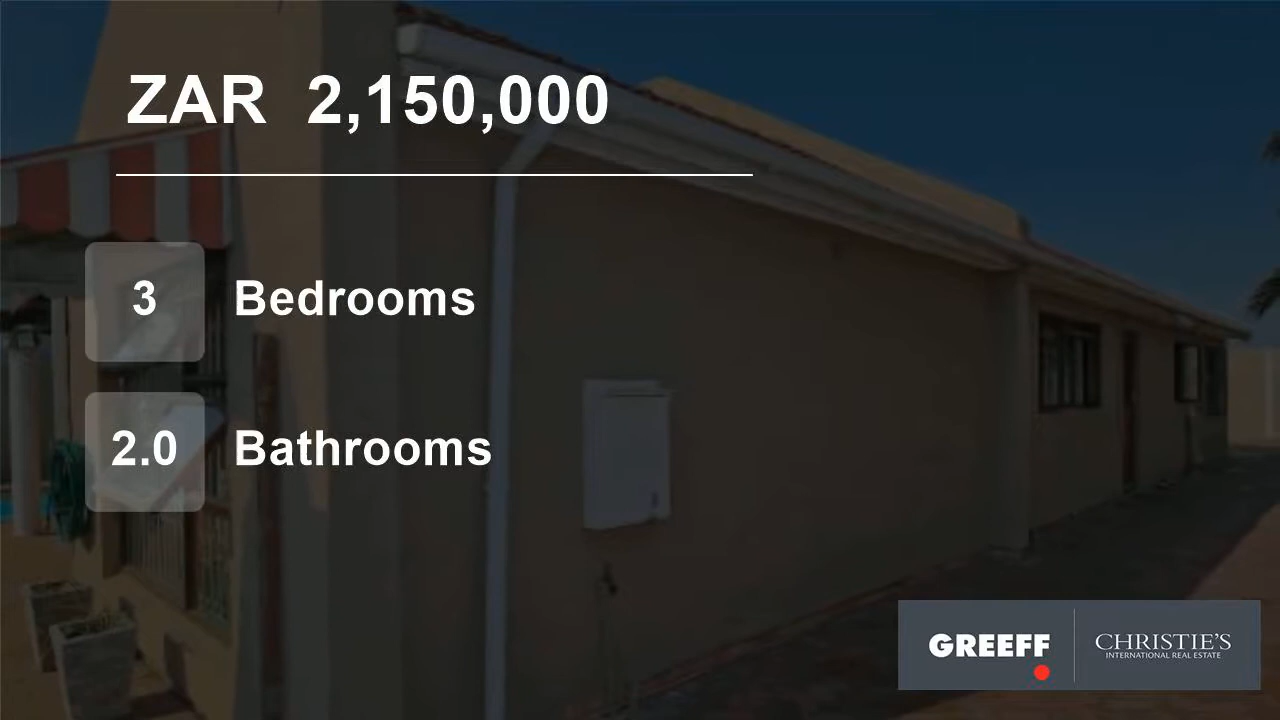 ZAR 2,150,000
3 Bedrooms
2.0 Bathrooms
GREEFF
CHRISTIE'S
INTERNATIONAL REAL ESTATE